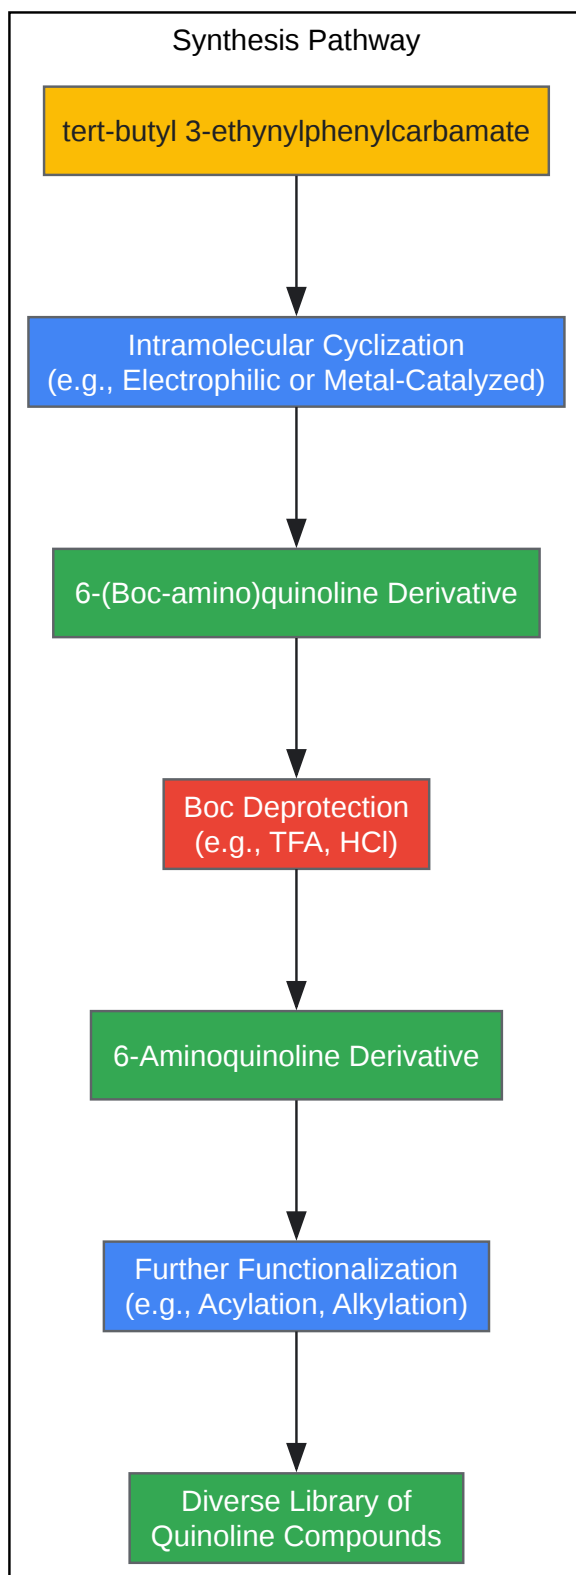 Synthesis Pathway
tert-butyl 3-ethynylphenylcarbamate
Intramolecular Cyclization
(e.g., Electrophilic or Metal-Catalyzed)
6-(Boc-amino)quinoline Derivative
Boc Deprotection
(e.g., TFA, HCl)
6-Aminoquinoline Derivative
Further Functionalization
(e.g., Acylation, Alkylation)
Diverse Library of
Quinoline Compounds